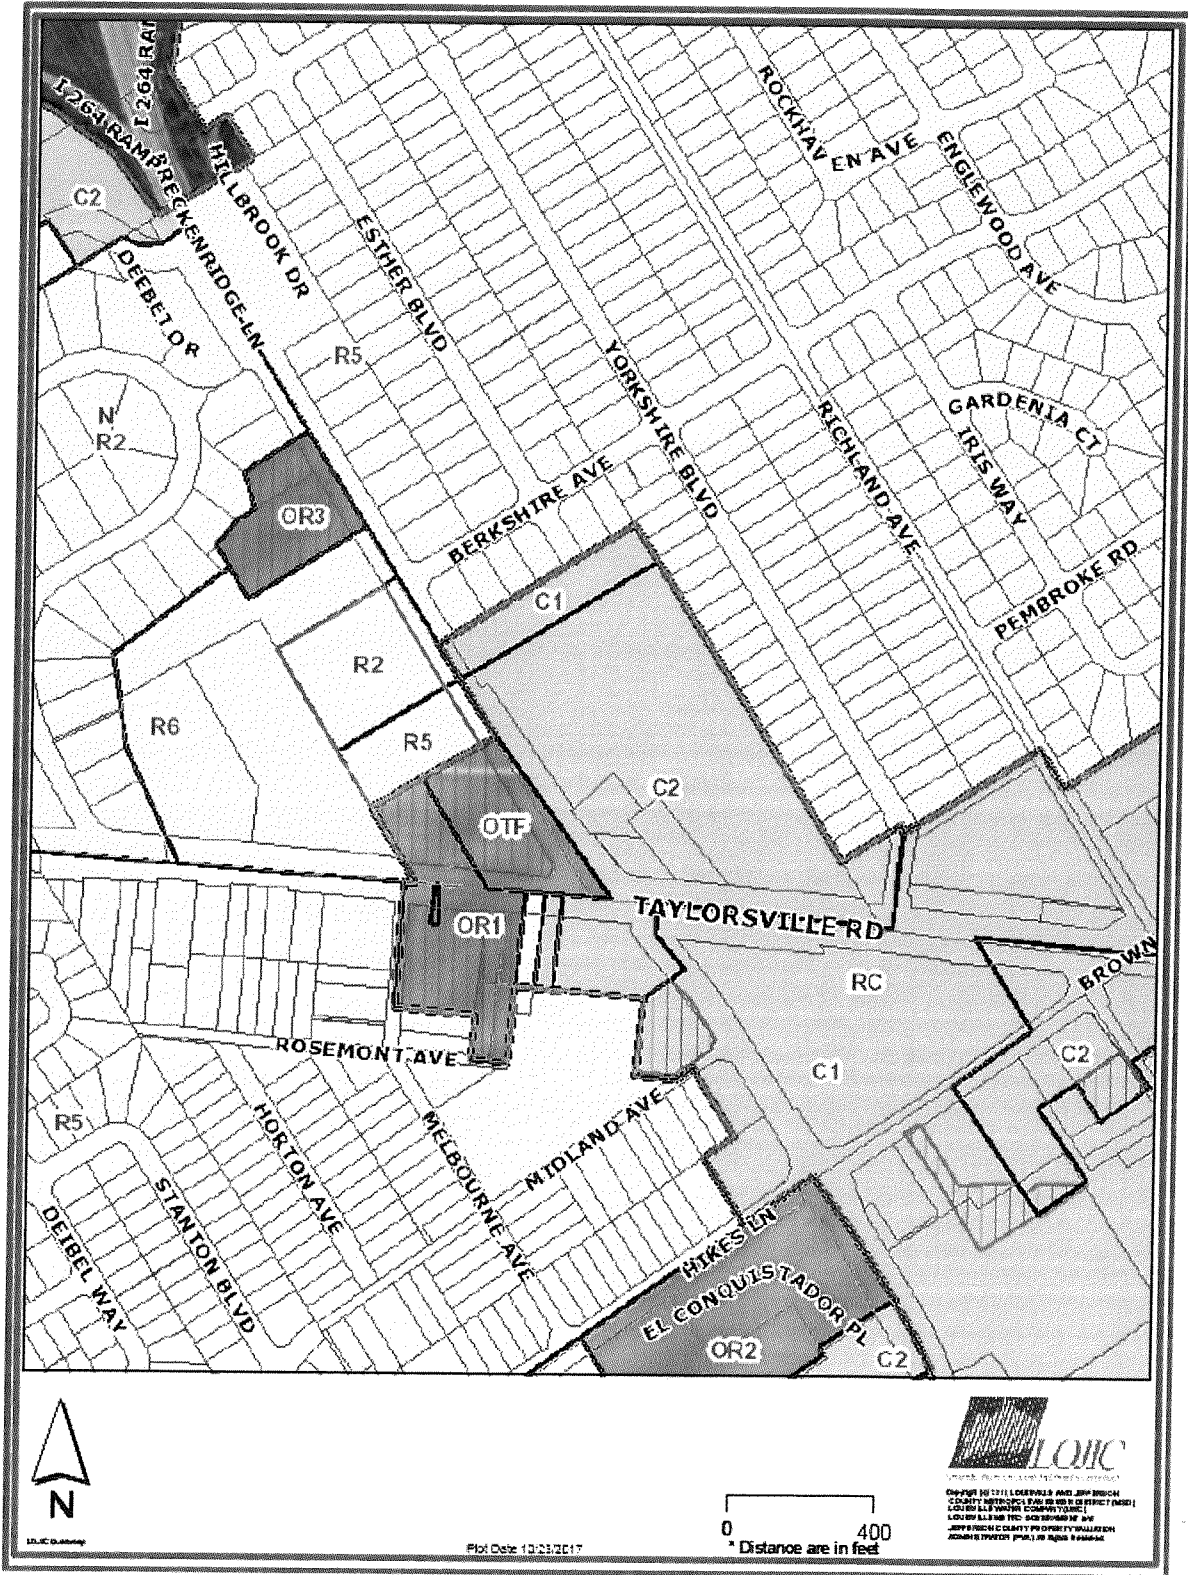 I 264 RAMP
I 264 RA
BRECKENRIDGE LN
HILLBROOK DR
C2
DEEBET DR
ESTHER BLVD
ROCKHAVEN AVE
ENGLEWOOD AVE
R5
YORKSHIRE BLVD
RICHLAND AVE
GARDENIA CT
IRIS WAY
N
R2
OR3
BERKSHIRE AVE
PEMBROKE RD
C1
R2
R6
R5
C2
OTF
TAYLORSVILLE RD
OR1
RC
BROWN
ROSEMONT AVE
C1
C2
R5
HORTON AVE
MELBOURNE AVE
MIDLAND AVE
STANTON BLVD
DEIBEL WAY
HIKES LN
EL CONQUISTADOR PL
OR2
C2
N
LOJIC
0 400
* Distance are in feet
Plot Date 10/23/2017